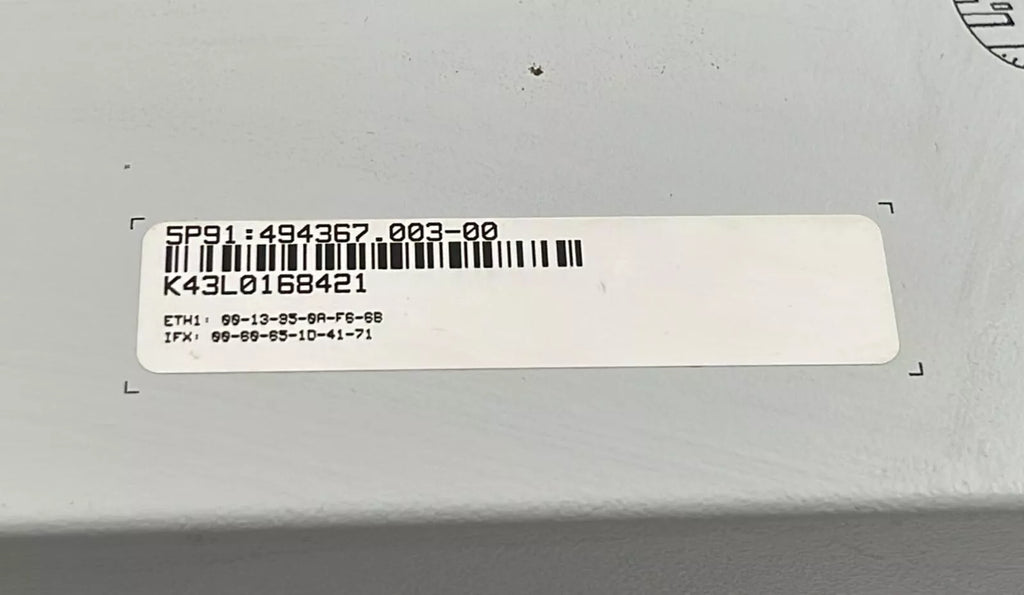 5P91:494367.003-00
K43L0168421
ETH1: 00-13-95-0A-F6-6B
IFX: 00-60-65-1D-41-71